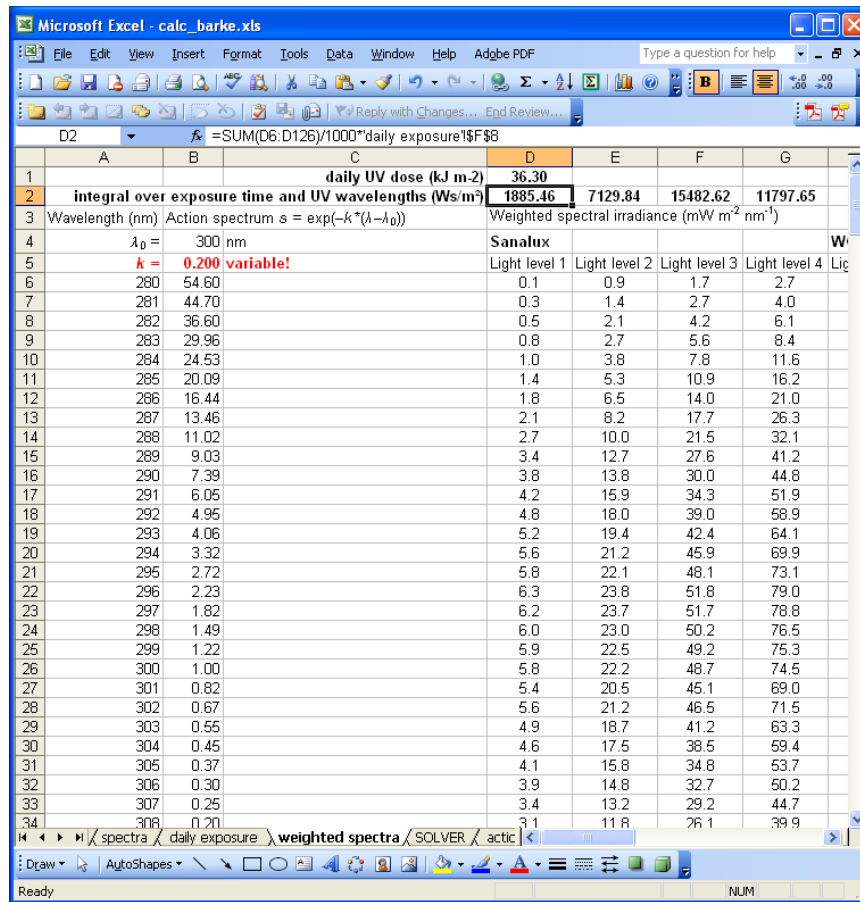 Microsoft Excel - calc_barke.xls
File Edit View Insert Format Tools Data Window Help Adobe PDF Type a question for help
Reply with Changes... End Review...
D2 fx =SUM(D6:D126)/1000*'daily exposure'!$F$8
A B C D E F G
1 daily UV dose (kJ m-2) 36.30
2 integral over exposure time and UV wavelengths (Ws/m²) 1885.46 7129.84 15482.62 11797.65
3 Wavelength (nm) Action spectrum s = exp(−k*(λ−λ₀)) Weighted spectral irradiance (mW m⁻² nm⁻¹)
4 λ₀ = 300 nm Sanalux
5 k = 0.200 variable! Light level 1 Light level 2 Light level 3 Light level 4
6 280 54.60 0.1 0.9 1.7 2.7
7 281 44.70 0.3 1.4 2.7 4.0
8 282 36.60 0.5 2.1 4.2 6.1
9 283 29.96 0.8 2.7 5.6 8.4
10 284 24.53 1.0 3.8 7.8 11.6
11 285 20.09 1.4 5.3 10.9 16.2
12 286 16.44 1.8 6.5 14.0 21.0
13 287 13.46 2.1 8.2 17.7 26.3
14 288 11.02 2.7 10.0 21.5 32.1
15 289 9.03 3.4 12.7 27.6 41.2
16 290 7.39 3.8 13.8 30.0 44.8
17 291 6.05 4.2 15.9 34.3 51.9
18 292 4.95 4.8 18.0 39.0 58.9
19 293 4.06 5.2 19.4 42.4 64.1
20 294 3.32 5.6 21.2 45.9 69.9
21 295 2.72 5.8 22.1 48.1 73.1
22 296 2.23 6.3 23.8 51.8 79.0
23 297 1.82 6.2 23.7 51.7 78.8
24 298 1.49 6.0 23.0 50.2 76.5
25 299 1.22 5.9 22.5 49.2 75.3
26 300 1.00 5.8 22.2 48.7 74.5
27 301 0.82 5.4 20.5 45.1 69.0
28 302 0.67 5.6 21.2 46.5 71.5
29 303 0.55 4.9 18.7 41.2 63.3
30 304 0.45 4.6 17.5 38.5 59.4
31 305 0.37 4.1 15.8 34.8 53.7
32 306 0.30 3.9 14.8 32.7 50.2
33 307 0.25 3.4 13.2 29.2 44.7
34 308 0.20 3.1 11.8 26.1 39.9
spectra daily exposure weighted spectra SOLVER actic
Draw AutoShapes
Ready NUM